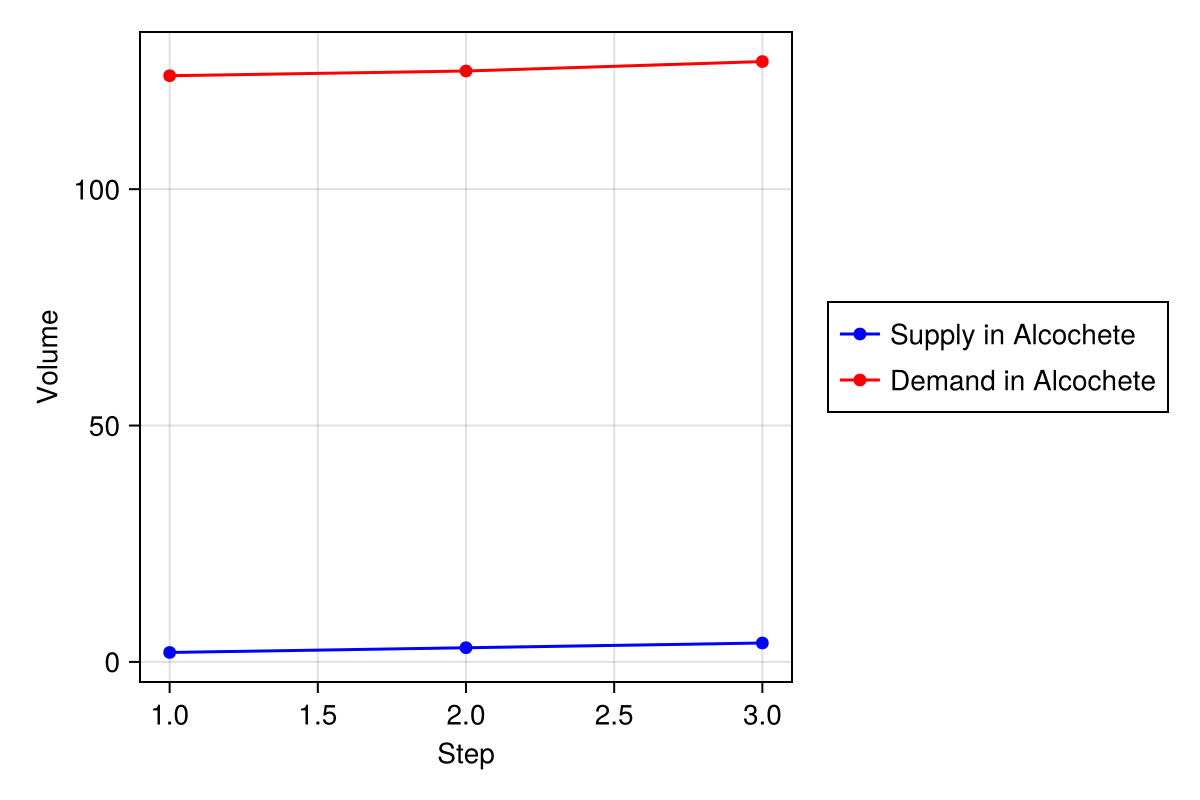 100
50
0
Volume
1.0 1.5 2.0 2.5 3.0
Step
Supply in Alcochete
Demand in Alcochete